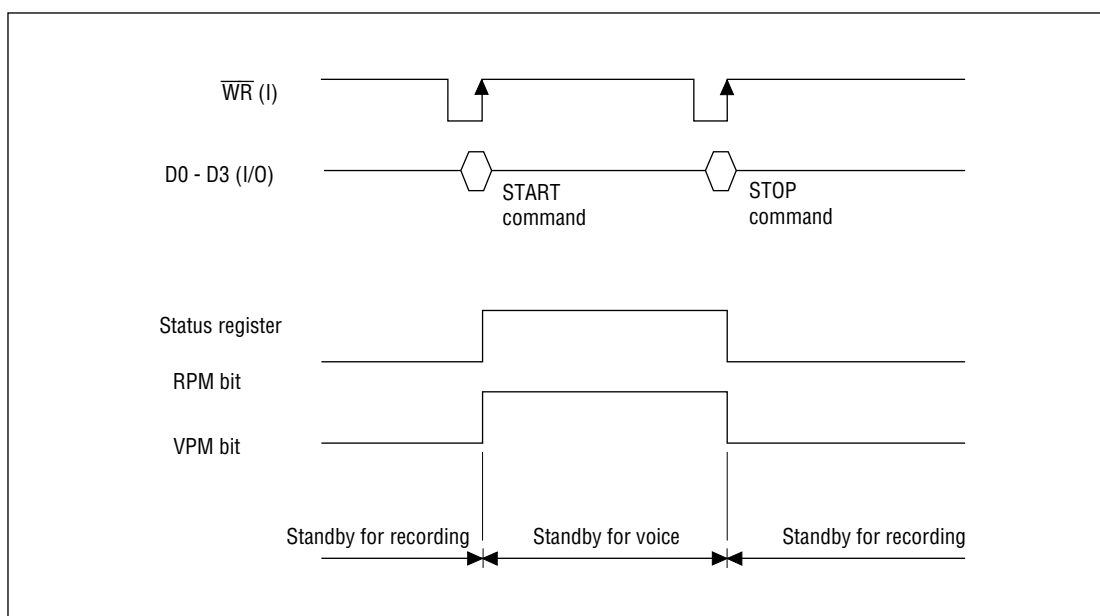 WR (I)
D0 - D3 (I/O)
START
command
STOP
command
Status register
RPM bit
VPM bit
Standby for recording
Standby for voice
Standby for recording